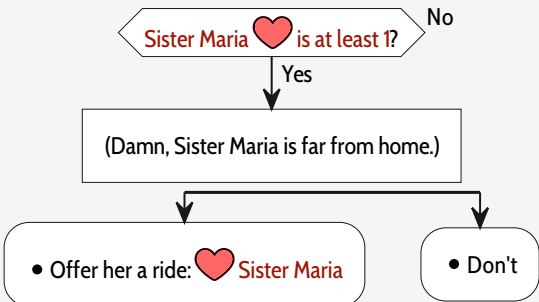 No
Sister Maria ❤ is at least 1?
Yes
(Damn, Sister Maria is far from home.)
• Offer her a ride: ❤ Sister Maria
• Don't